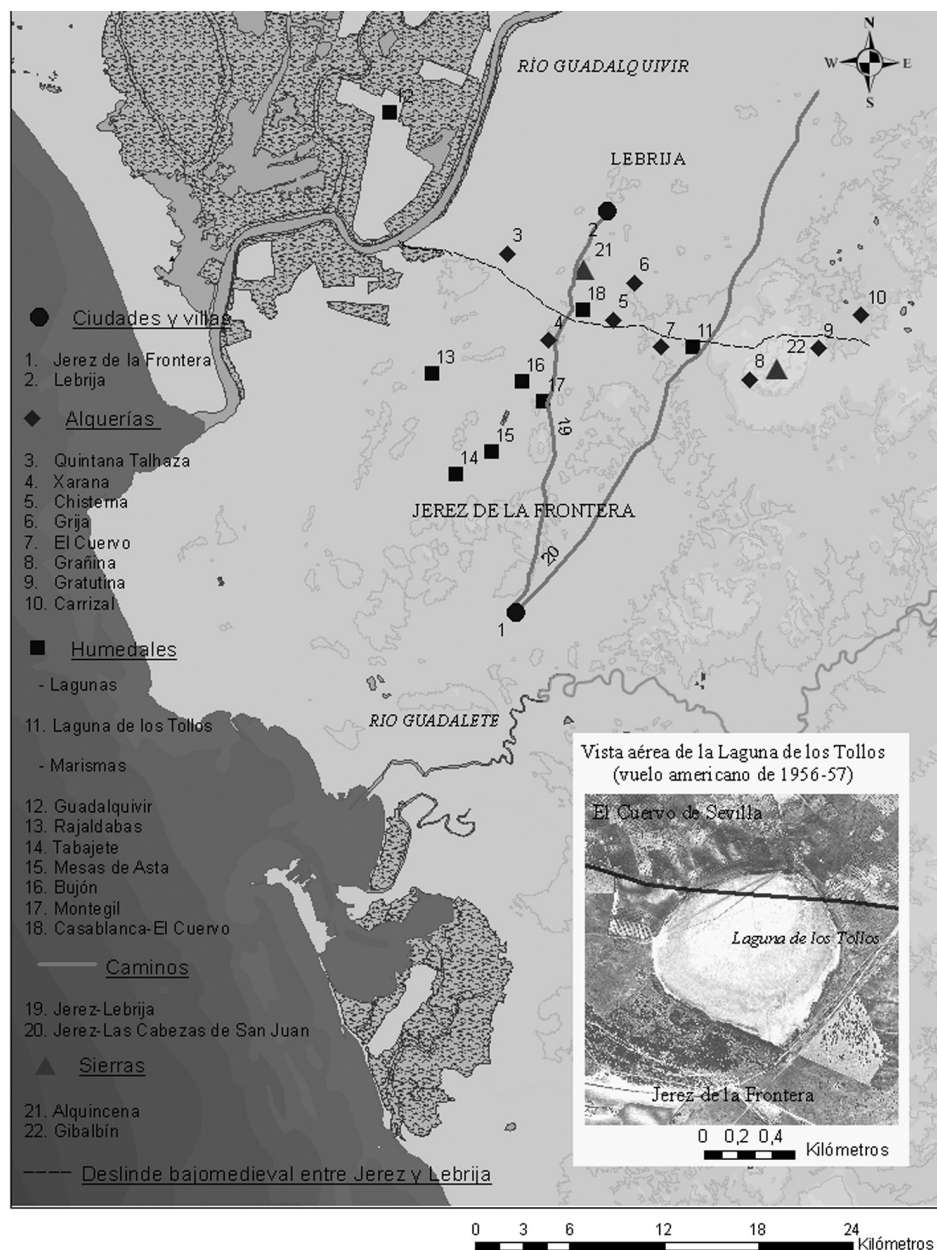 N
W E
S
RÍO GUADALQUIVIR
12
LEBRIJA
2
3
21
6
18
5
10
4
7
11
9
22
8
13
16
17
19
15
14
JEREZ DE LA FRONTERA
20
1
RIO GUADALETE
Ciudades y villas
1. Jerez de la Frontera
2. Lebrija
Alquerías
3. Quintana Talhaza
4. Xarana
5. Chisterna
6. Grija
7. El Cuervo
8. Grañina
9. Gratutina
10. Carrizal
Humedales
- Lagunas
11. Laguna de los Tollos
- Marismas
12. Guadalquivir
13. Rajaldabas
14. Tabajete
15. Mesas de Asta
16. Bujón
17. Montegil
18. Casablanca-El Cuervo
Caminos
19. Jerez-Lebrija
20. Jerez-Las Cabezas de San Juan
Sierras
21. Alquincena
22. Gibalbín
Deslinde bajomedieval entre Jerez y Lebrija
Vista aérea de la Laguna de los Tollos
(vuelo americano de 1956-57)
El Cuervo de Sevilla
Laguna de los Tollos
Jerez de la Frontera
0 0,2 0,4
Kilómetros
0 3 6 12 18 24
Kilómetros